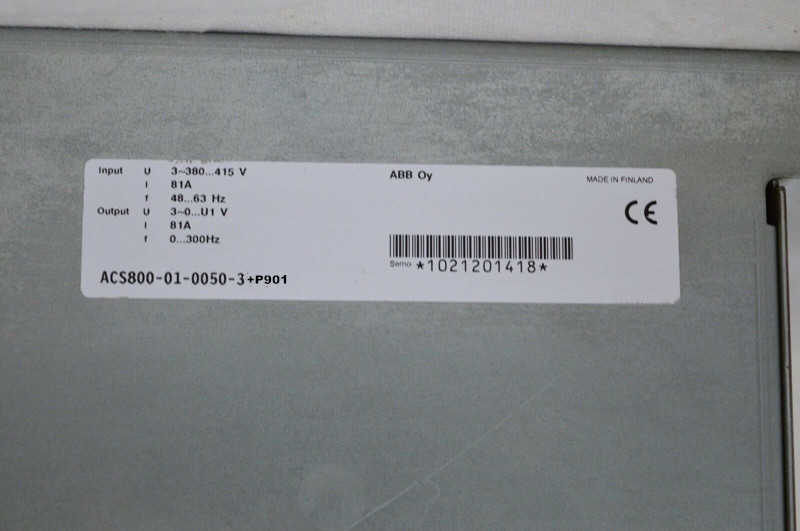 Input U 3~380...415 V
I 81A
f 48...63 Hz
Output U 3~0...U1 V
I 81A
f 0...300Hz
ACS800-01-0050-3+P901
ABB Oy
MADE IN FINLAND
CE
Serno *1021201418*